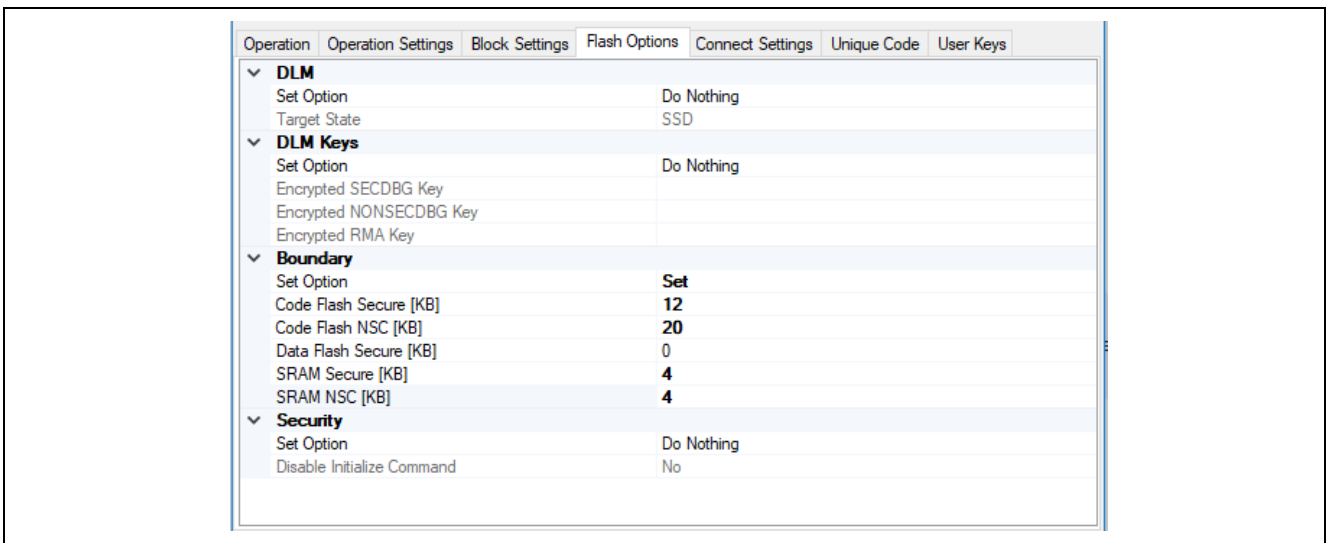 Operation Operation Settings Block Settings Flash Options Connect Settings Unique Code User Keys
DLM
Set Option Do Nothing
Target State SSD
DLM Keys
Set Option Do Nothing
Encrypted SECDBG Key
Encrypted NONSECDBG Key
Encrypted RMA Key
Boundary
Set Option Set
Code Flash Secure [KB] 12
Code Flash NSC [KB] 20
Data Flash Secure [KB] 0
SRAM Secure [KB] 4
SRAM NSC [KB] 4
Security
Set Option Do Nothing
Disable Initialize Command No